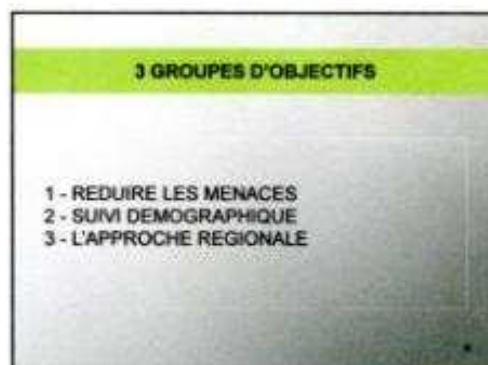 3 GROUPES D'OBJECTIFS
1 - REDUIRE LES MENACES
2 - SUIVI DEMOGRAPHIQUE
3 - L'APPROCHE REGIONALE